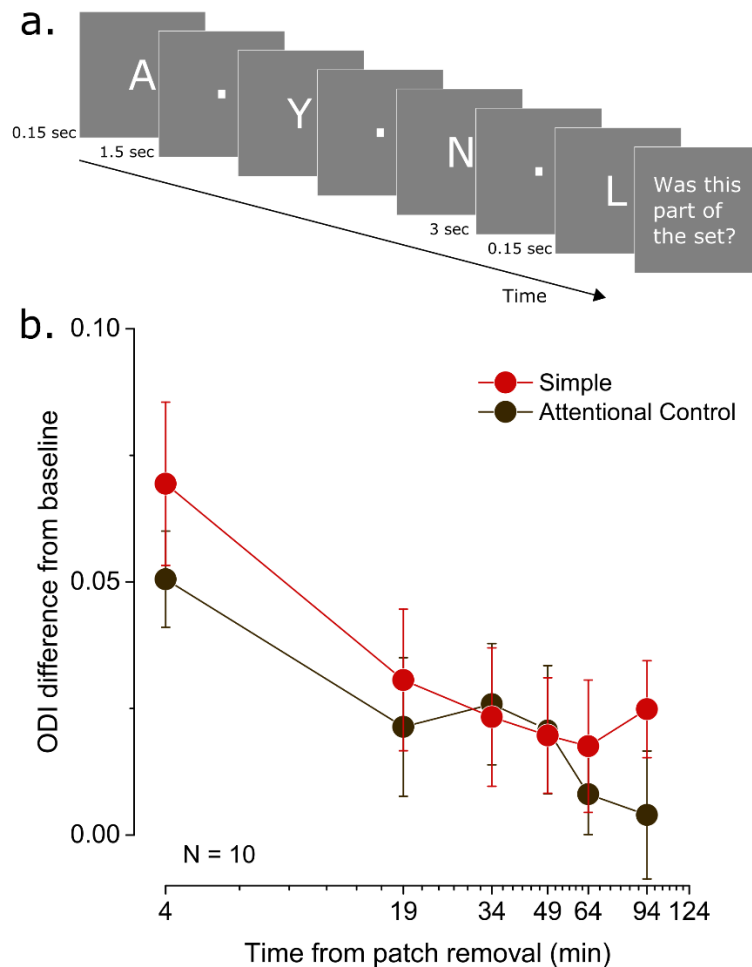 a.
A
Y
N
L
Was this
part of
the set?
0.15 sec
1.5 sec
3 sec
0.15 sec
Time
b.
0.10
Simple
Attentional Control
0.05
ODI difference from baseline
0.00
N = 10
4 19 34 49 64 94 124
Time from patch removal (min)